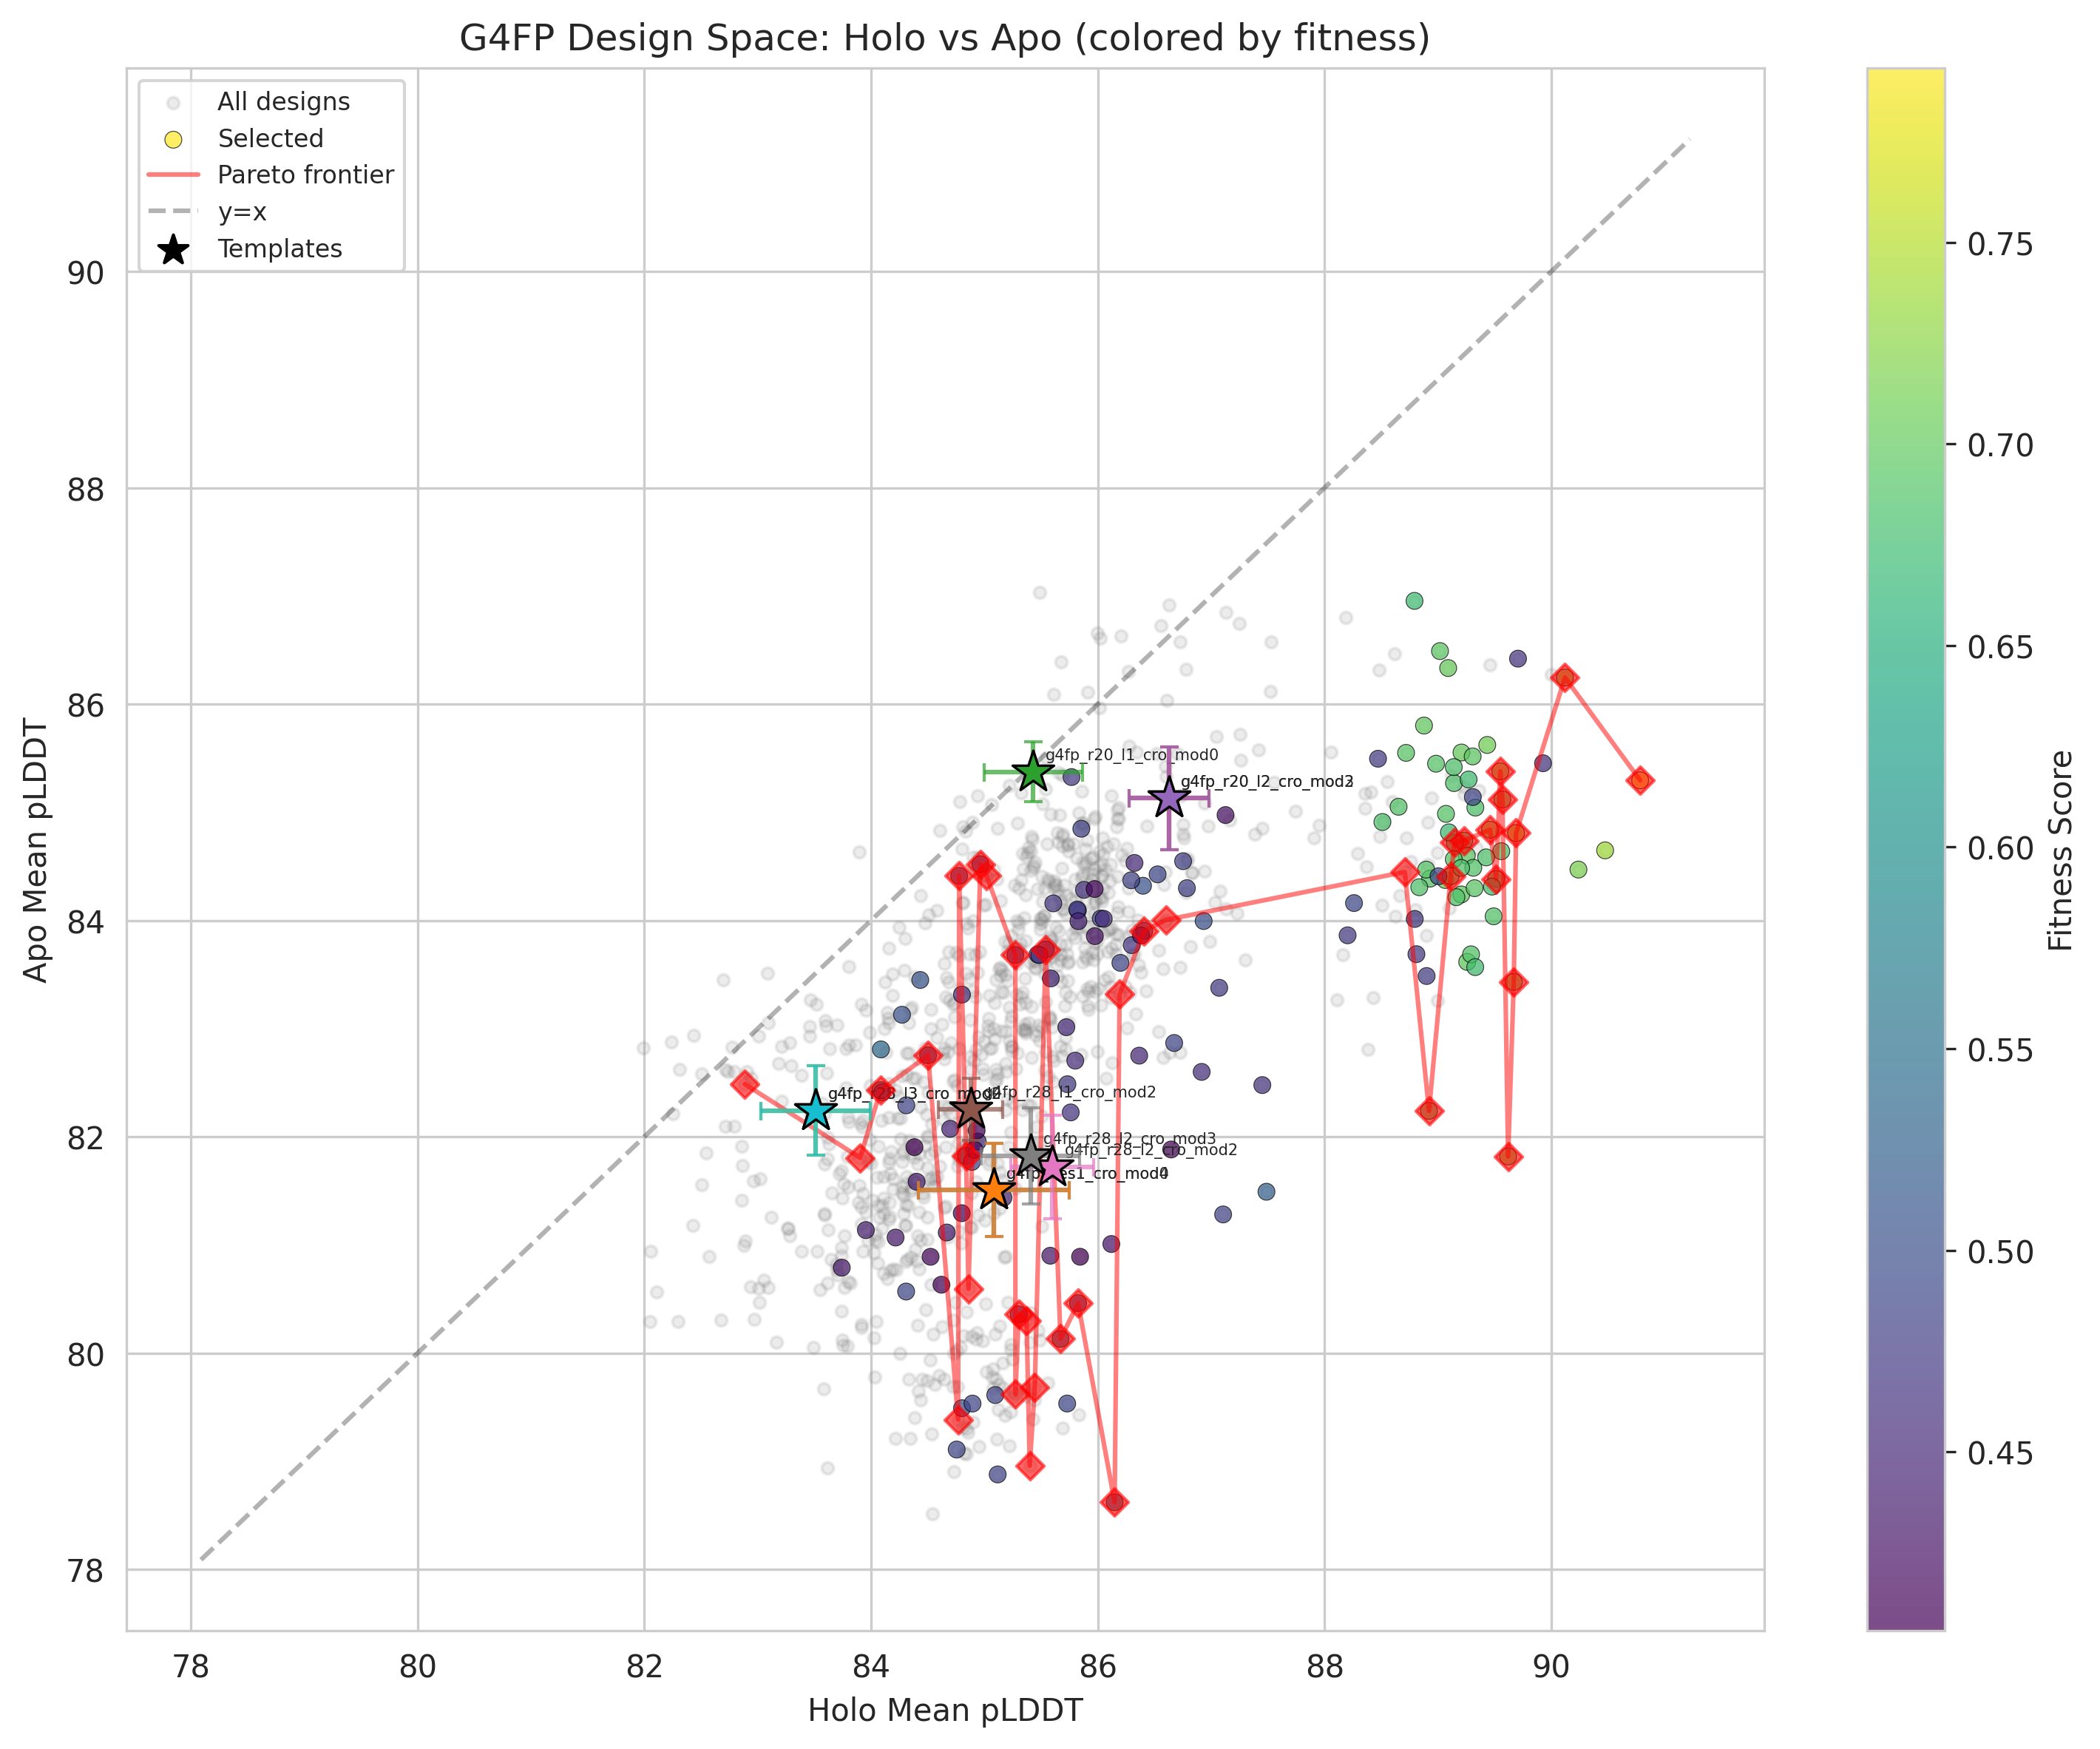 G4FP Design Space: Holo vs Apo (colored by fitness)
All designs
Selected
Pareto frontier
y=x
Templates
Apo Mean pLDDT
90
88
86
84
82
80
78
g4fp_r20_l1_cro_mod0
g4fp_r28_l1_cro_mod2
g4fp_r28_l2_cro_mod3
g4fp_r28_l2_cro_mod2
78
80
82
84
86
88
90
Holo Mean pLDDT
0.75
0.70
0.65
0.60
0.55
0.50
0.45
Fitness Score